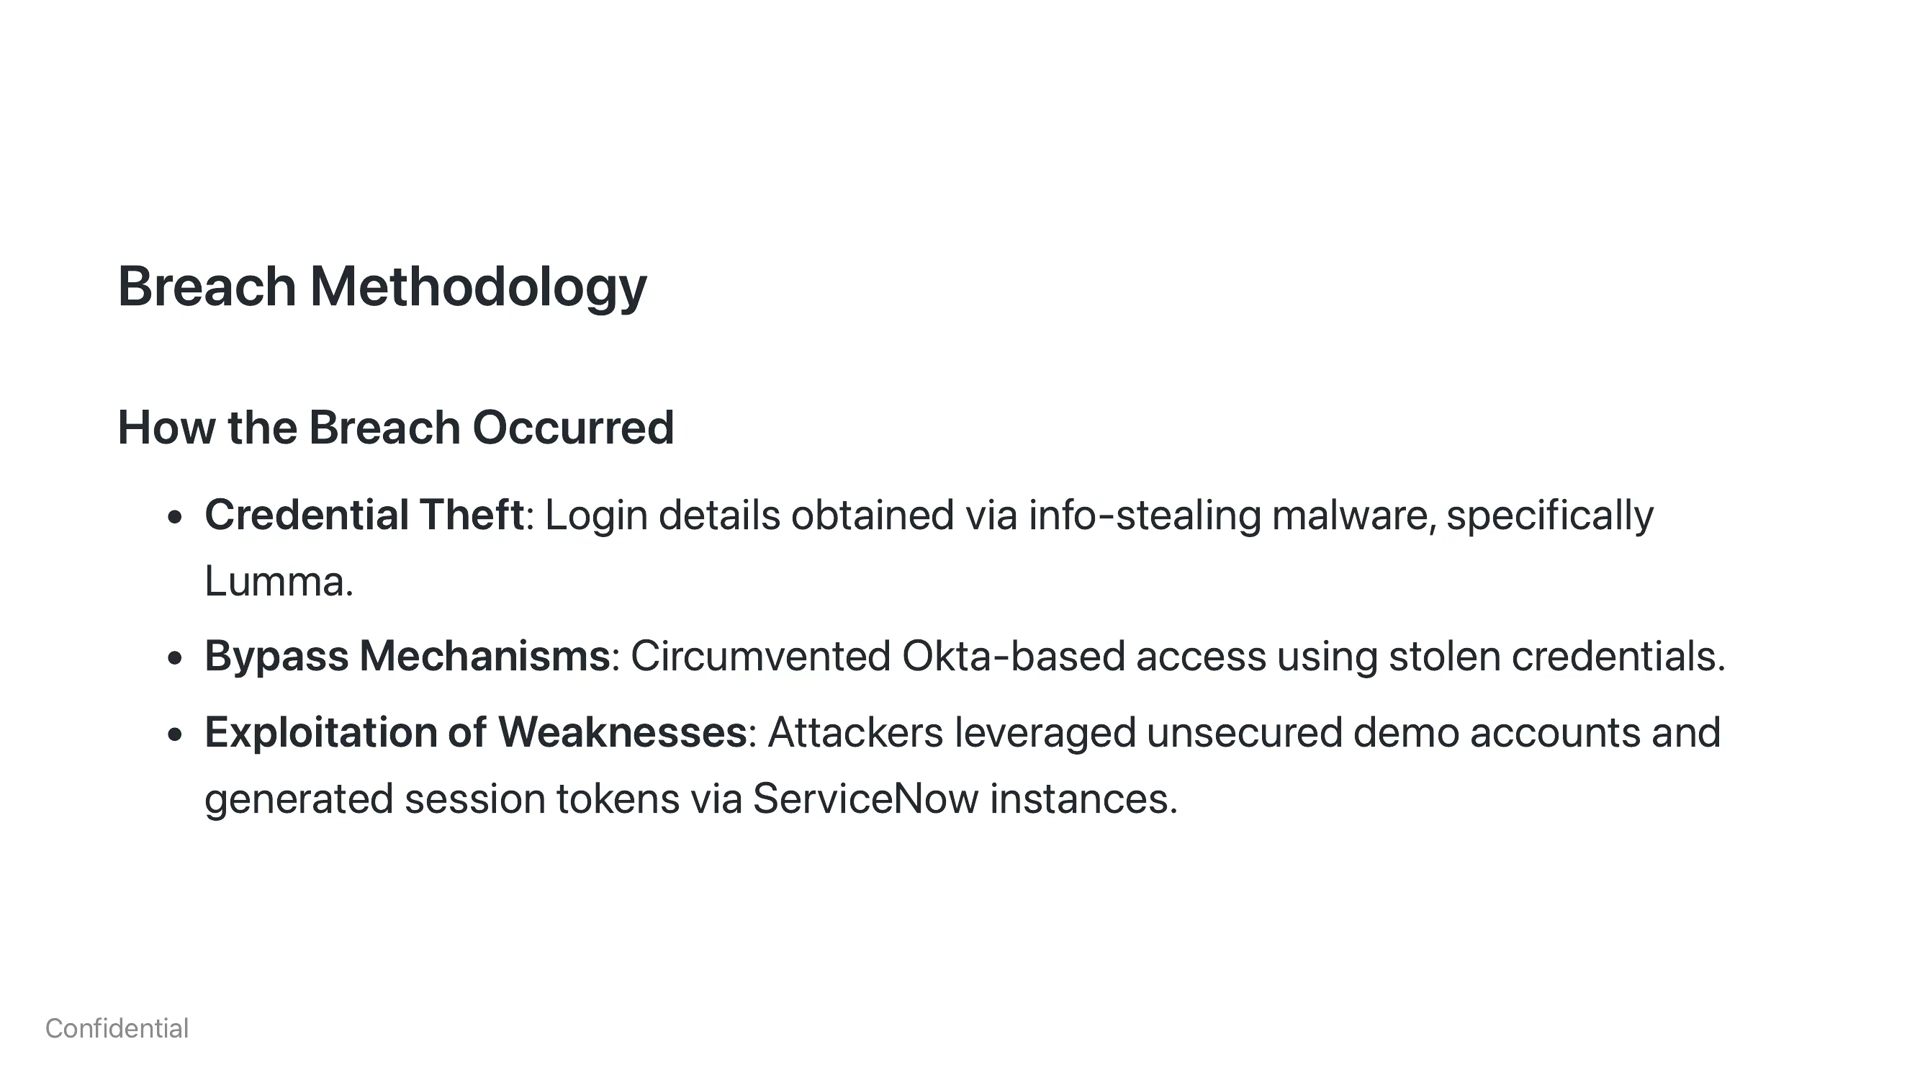 Breach Methodology
How the Breach Occurred
• Credential Theft: Login details obtained via info-stealing malware, specifically
Lumma.
• Bypass Mechanisms: Circumvented Okta-based access using stolen credentials.
• Exploitation of Weaknesses: Attackers leveraged unsecured demo accounts and
generated session tokens via ServiceNow instances.
Confidential